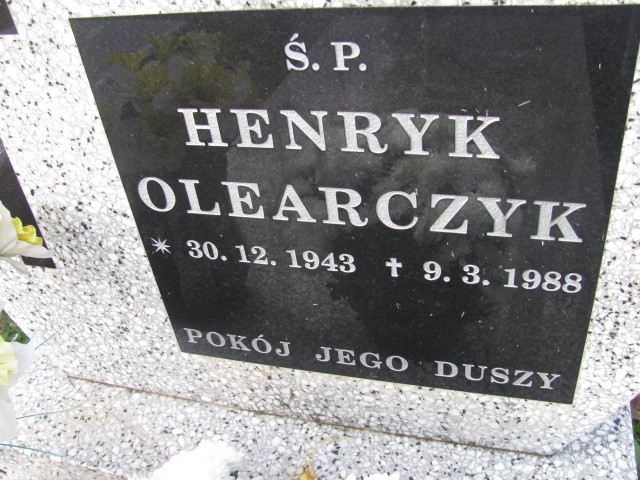 Ś. P.
HENRYK
OLEARCZYK
* 30. 12. 1943 ✝ 9. 3. 1988
POKÓJ JEGO DUSZY